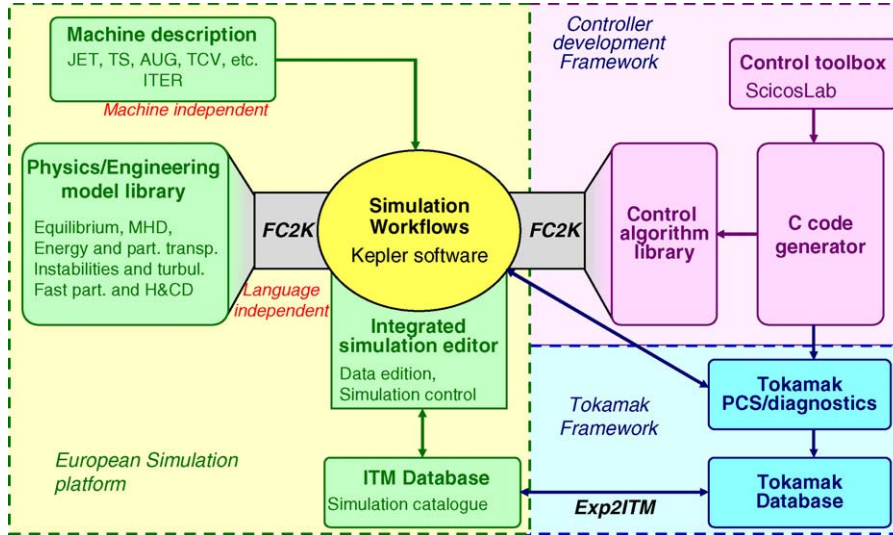 Machine description
JET, TS, AUG, TCV, etc.
ITER
Machine independent
Controller
development
Framework
Control toolbox
ScicosLab
Physics/Engineering
model library
Equilibrium, MHD,
Energy and part. transp.
Instabilities and turbul.
Fast part. and H&CD
FC2K
Language
independent
Simulation
Workflows
Kepler software
FC2K
Control
algorithm
library
C code
generator
Integrated
simulation editor
Data edition,
Simulation control
Tokamak
PCS/diagnostics
Tokamak
Framework
European Simulation
platform
ITM Database
Simulation catalogue
Exp2ITM
Tokamak
Database